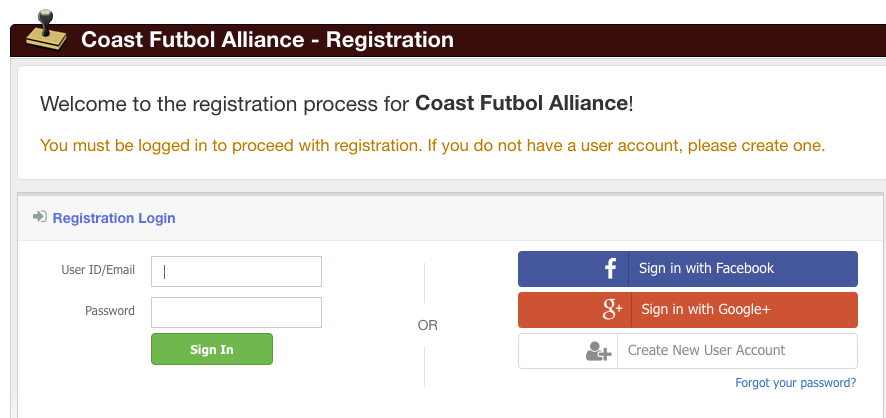 Coast Futbol Alliance - Registration
Welcome to the registration process for Coast Futbol Alliance!
You must be logged in to proceed with registration. If you do not have a user account, please create one.
Registration Login
User ID/Email
Password
Sign In
OR
f Sign in with Facebook
g+ Sign in with Google+
Create New User Account
Forgot your password?